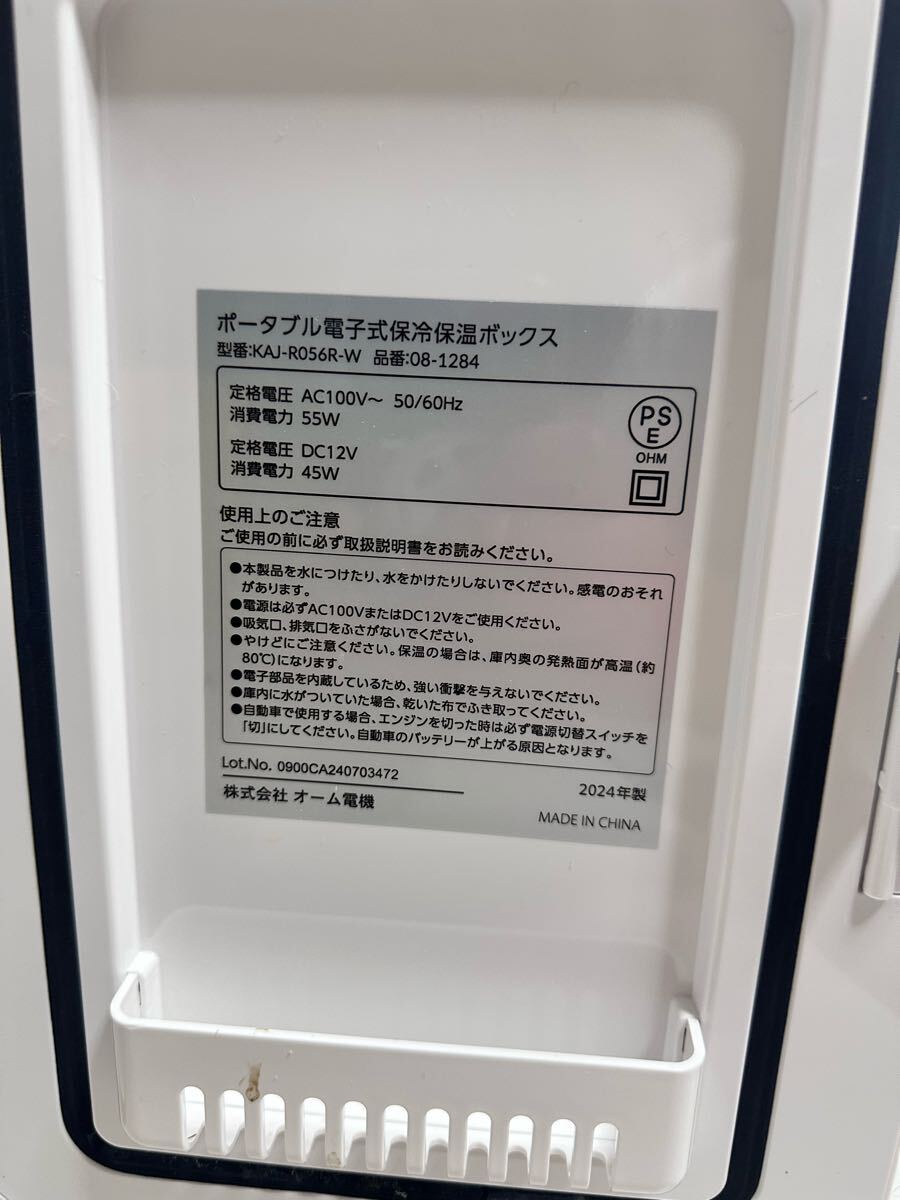 ポータブル電子式保冷保温ボックス
型番:KAJ-R056R-W 品番:08-1284
定格電圧 AC100V～ 50/60Hz
消費電力 55W
定格電圧 DC12V
消費電力 45W
PS
E
OHM
使用上のご注意
ご使用の前に必ず取扱説明書をお読みください。
●本製品を水につけたり、水をかけたりしないでください。感電のおそれ
があります。
●電源は必ずAC100VまたはDC12Vをご使用ください。
●吸気口、排気口をふさがないでください。
●やけどにご注意ください。保温の場合は、庫内奥の発熱面が高温(約
80℃)になります。
●電子部品を内蔵しているため、強い衝撃を与えないでください。
●庫内に水がついていた場合、乾いた布でふき取ってください。
●自動車で使用する場合、エンジンを切った時は必ず電源切替スイッチを
「切」にしてください。自動車のバッテリーが上がる原因となります。
Lot.No. 0900CA240703472
2024年製
株式会社 オーム電機
MADE IN CHINA